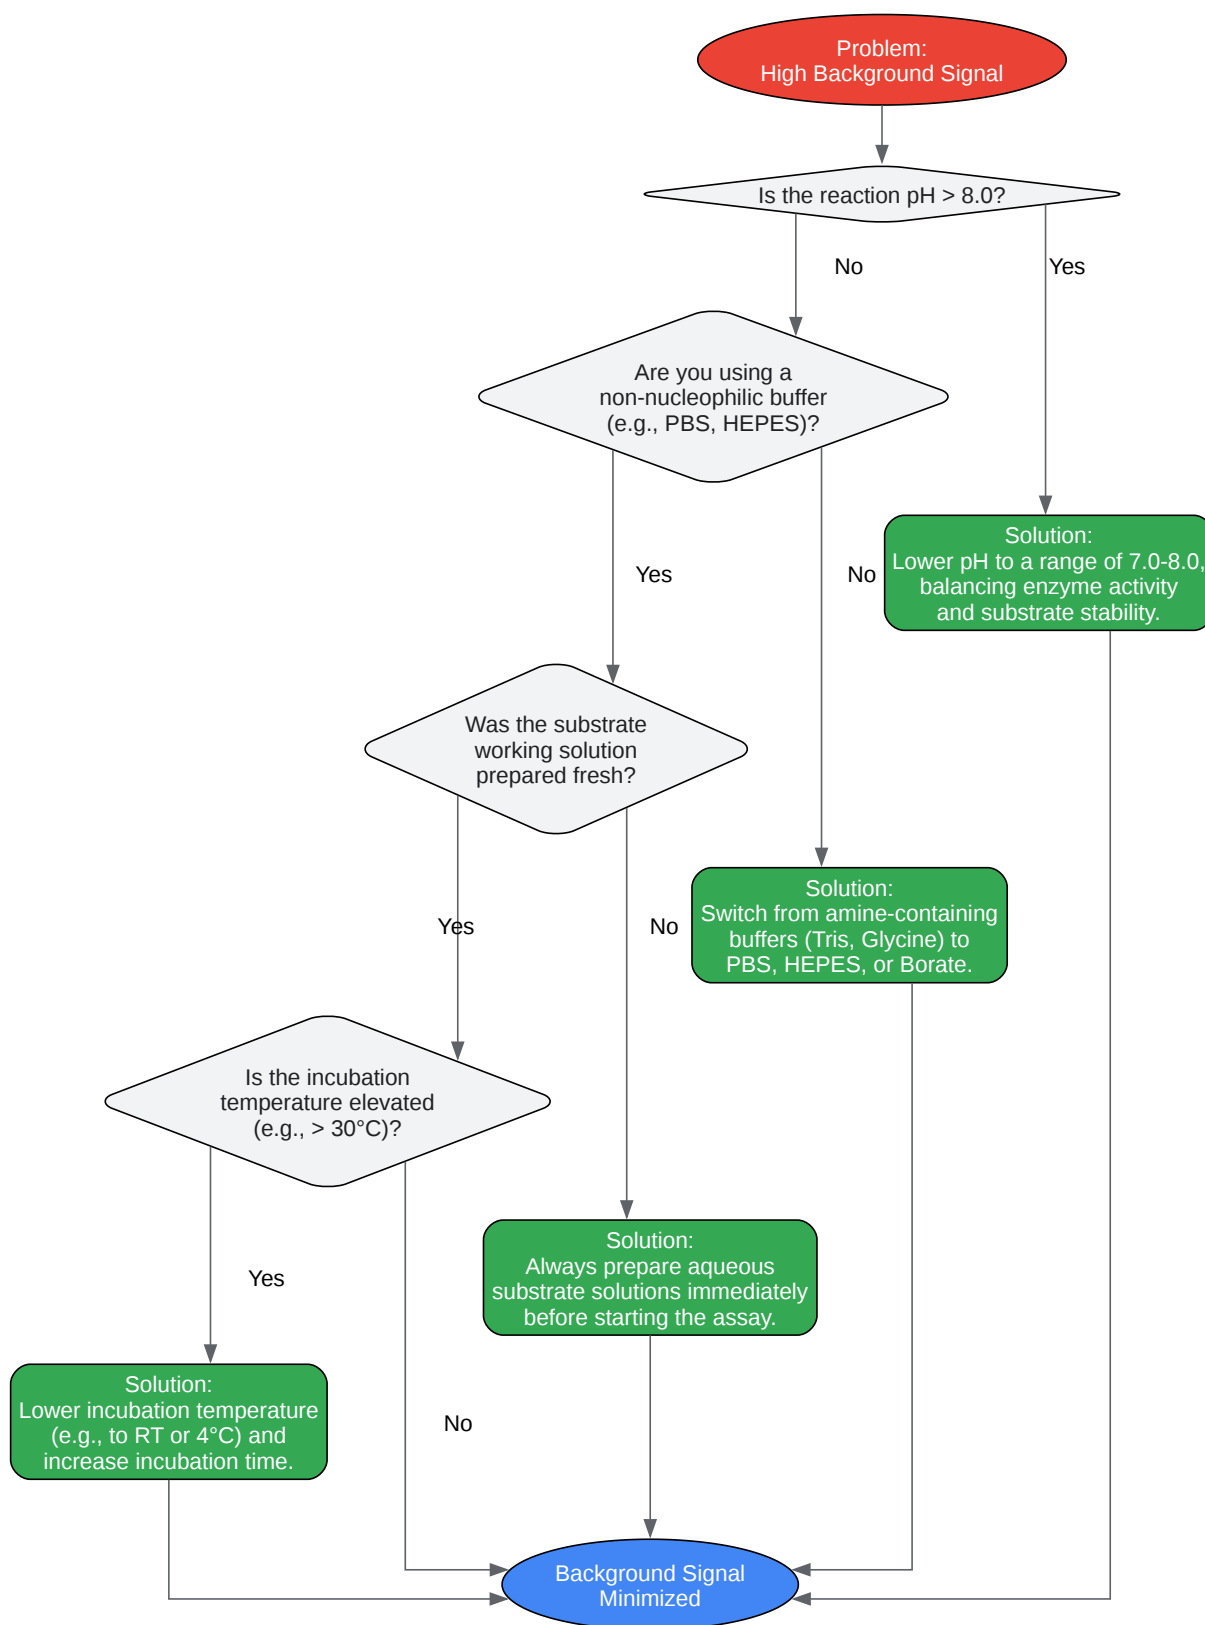 Problem:
High Background Signal
Is the reaction pH > 8.0?
No
Yes
Are you using a
non-nucleophilic buffer
(e.g., PBS, HEPES)?
Yes
No
Solution:
Lower pH to a range of 7.0-8.0,
balancing enzyme activity
and substrate stability.
Was the substrate
working solution
prepared fresh?
Yes
No
Solution:
Switch from amine-containing
buffers (Tris, Glycine) to
PBS, HEPES, or Borate.
Is the incubation
temperature elevated
(e.g., > 30°C)?
Yes
No
Solution:
Always prepare aqueous
substrate solutions immediately
before starting the assay.
Solution:
Lower incubation temperature
(e.g., to RT or 4°C) and
increase incubation time.
Background Signal
Minimized